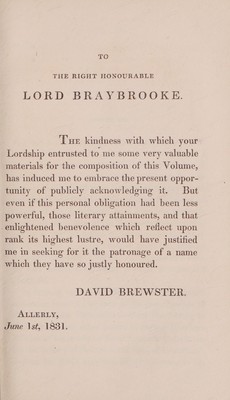 TO
THE RIGHT HONOURABLE
LORD BRAYBROOKE.
THE kindness with which your
Lordship entrusted to me some very valuable
materials for the composition of this Volume,
has induced me to embrace the present oppor-
tunity of publicly acknowledging it. But
even if this personal obligation had been less
powerful, those literary attainments, and that
enlightened benevolence which reflect upon
rank its highest lustre, would have justified
me in seeking for it the patronage of a name
which they have so justly honoured.
DAVID BREWSTER.
ALLERLY,
June 1st, 1831.